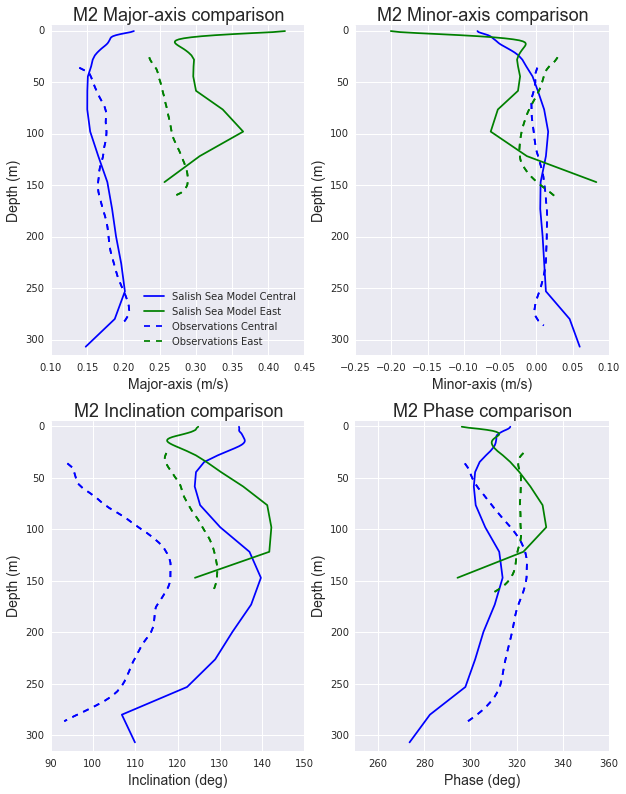 M2 Major-axis comparison
0
50
100
150
200
250
300
Depth (m)
0.10 0.15 0.20 0.25 0.30 0.35 0.40 0.45
Major-axis (m/s)
Salish Sea Model Central
Salish Sea Model East
Observations Central
Observations East
M2 Minor-axis comparison
0
50
100
150
200
250
300
Depth (m)
−0.25 −0.20 −0.15 −0.10 −0.05 0.00 0.05 0.10
Minor-axis (m/s)
M2 Inclination comparison
0
50
100
150
200
250
300
Depth (m)
90 100 110 120 130 140 150
Inclination (deg)
M2 Phase comparison
0
50
100
150
200
250
300
Depth (m)
260 280 300 320 340 360
Phase (deg)